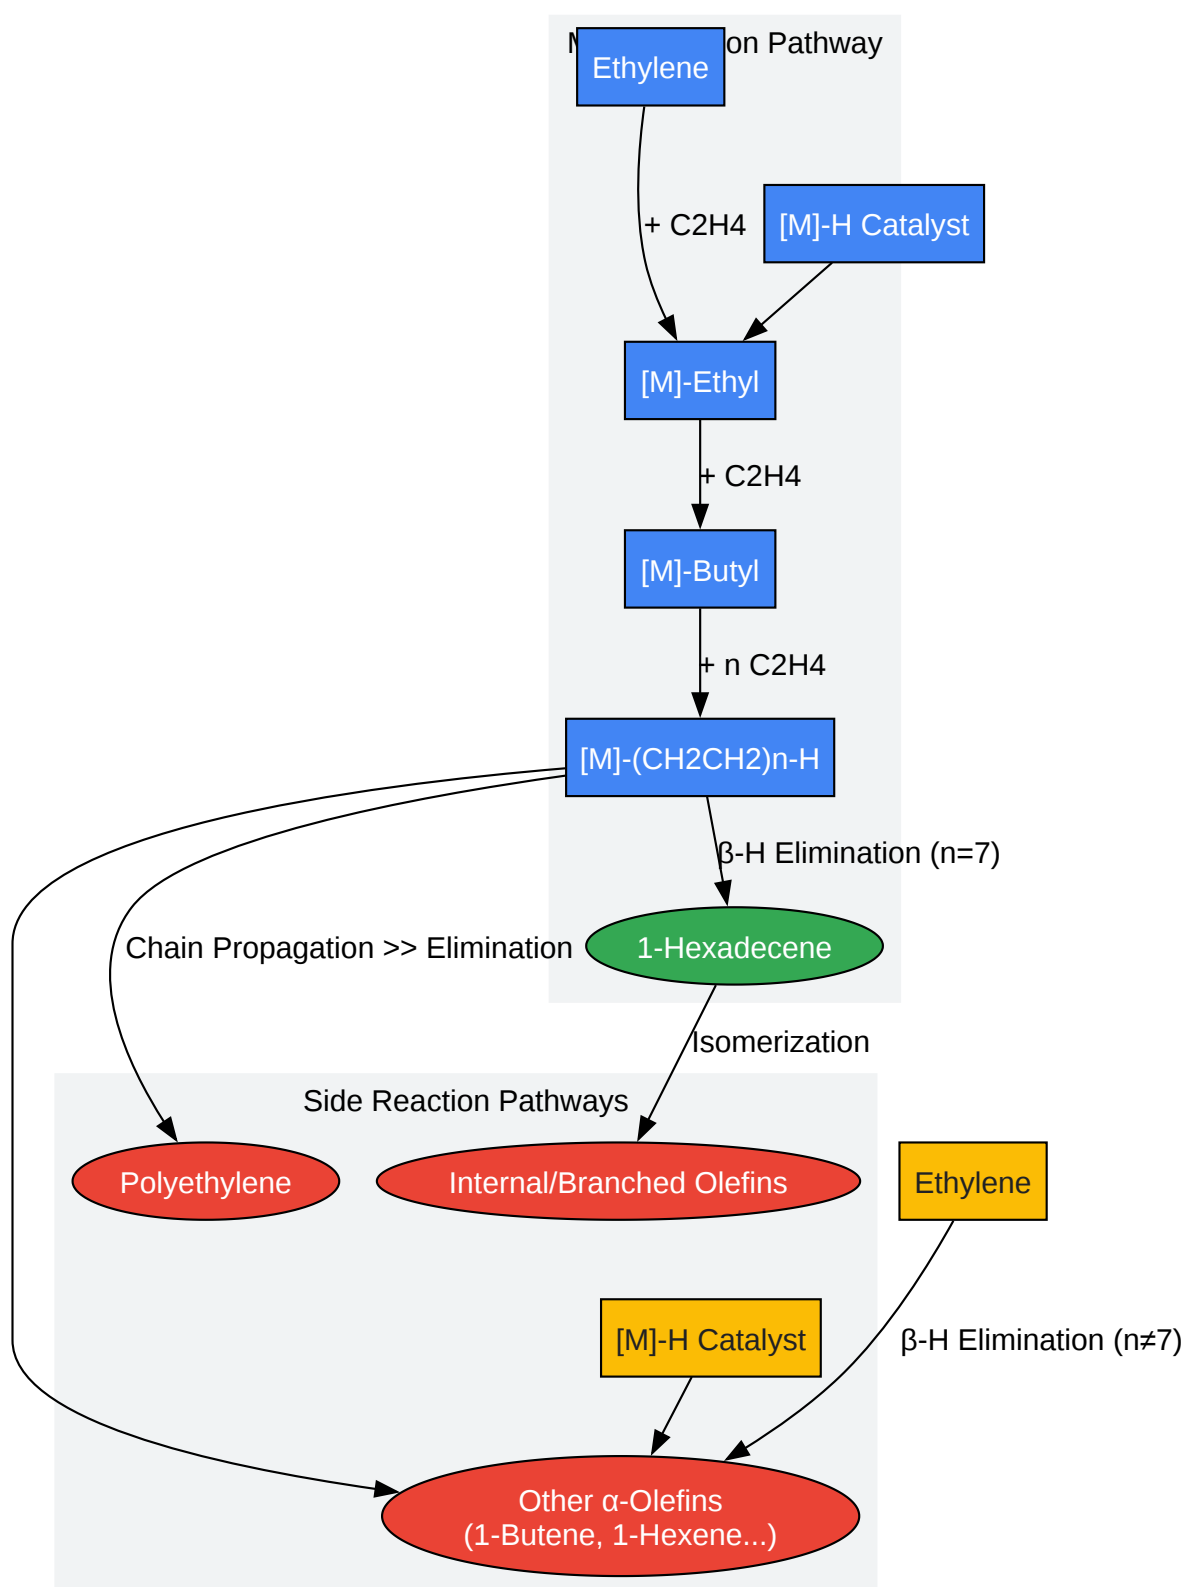 on Pathway
Ethylene
+ C2H4
[M]-H Catalyst
[M]-Ethyl
+ C2H4
[M]-Butyl
+ n C2H4
[M]-(CH2CH2)n-H
β-H Elimination (n=7)
Chain Propagation >> Elimination
1-Hexadecene
Isomerization
Side Reaction Pathways
Polyethylene
Internal/Branched Olefins
Ethylene
[M]-H Catalyst
β-H Elimination (n≠7)
Other α-Olefins
(1-Butene, 1-Hexene...)